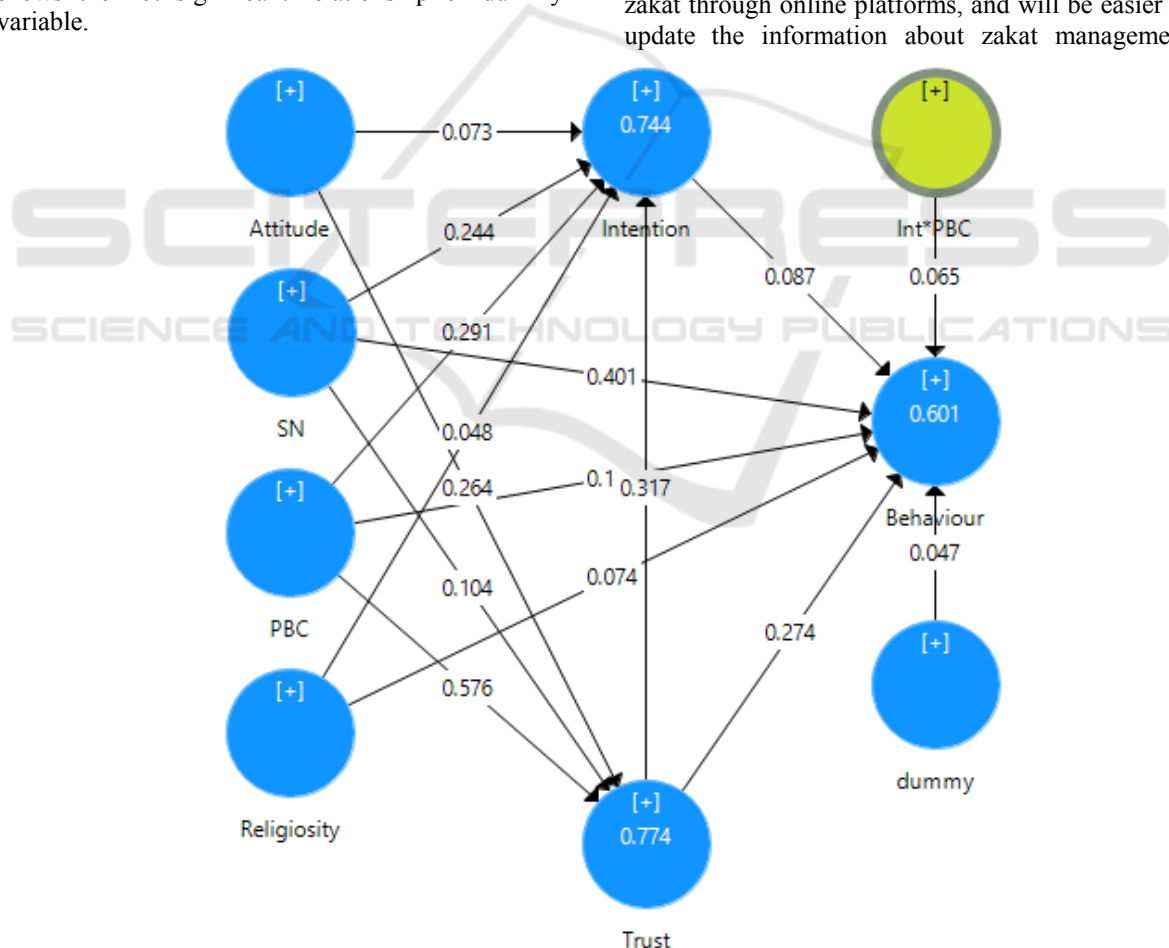 significant relationship
variable.
zakat through online platforms, and will be easier
update the information about zakat manageme
[+]
Attitude
[+]
0.744
Intention
[+]
Int*PBC
0.073
0.244
0.087
0.065
[+]
SN
0.291
0.401
[+]
0.601
Behaviour
0.048
0.264
0.1
0.317
[+]
PBC
0.047
0.104
0.074
0.274
[+]
Religiosity
0.576
[+]
dummy
[+]
0.774
Trust
SCITEPRESS
SCIENCE AND TECHNOLOGY PUBLICATIONS